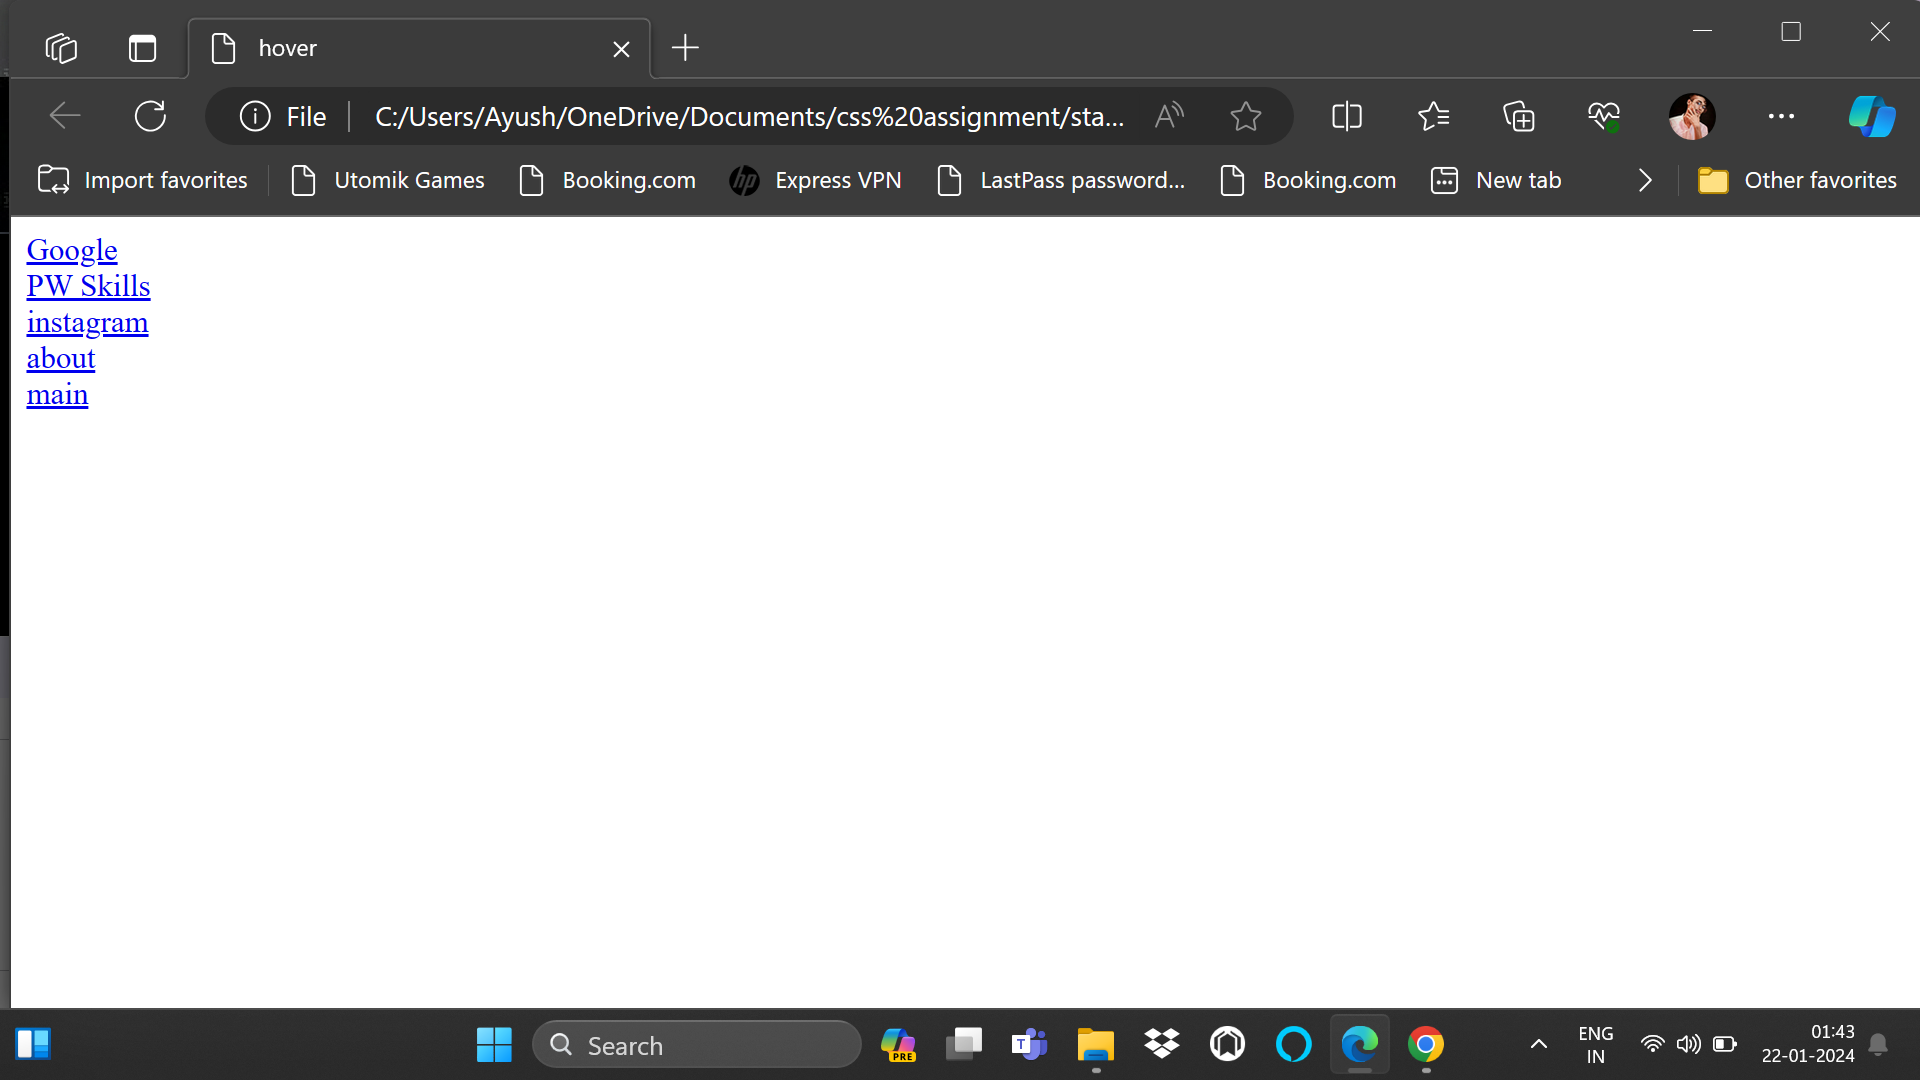 hover
File C:/Users/Ayush/OneDrive/Documents/css%20assignment/sta...
Import favorites Utomik Games Booking.com hp Express VPN LastPass password... Booking.com New tab Other favorites
Google
PW Skills
instagram
about
main
Search PRE T ENG IN 01:43
22-01-2024